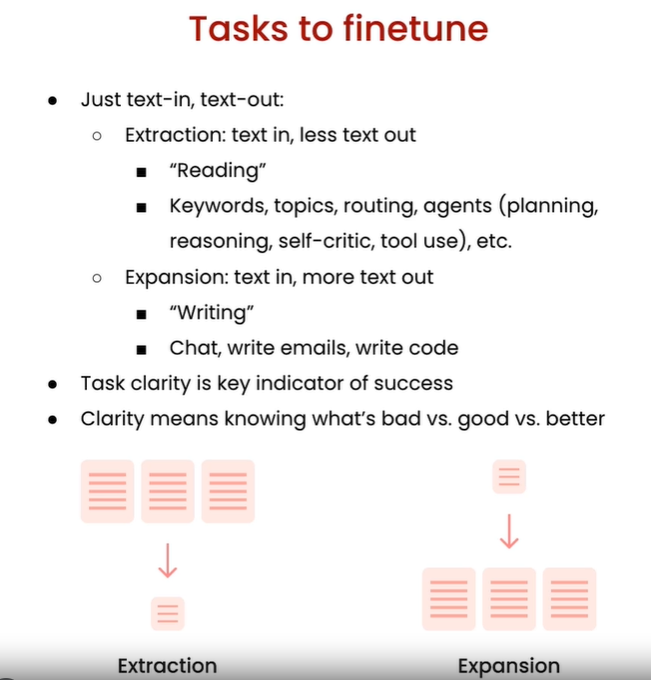 Tasks to finetune
● Just text-in, text-out:
○ Extraction: text in, less text out
■ “Reading”
■ Keywords, topics, routing, agents (planning,
reasoning, self-critic, tool use), etc.
○ Expansion: text in, more text out
■ “Writing”
■ Chat, write emails, write code
● Task clarity is key indicator of success
● Clarity means knowing what’s bad vs. good vs. better
Extraction
Expansion